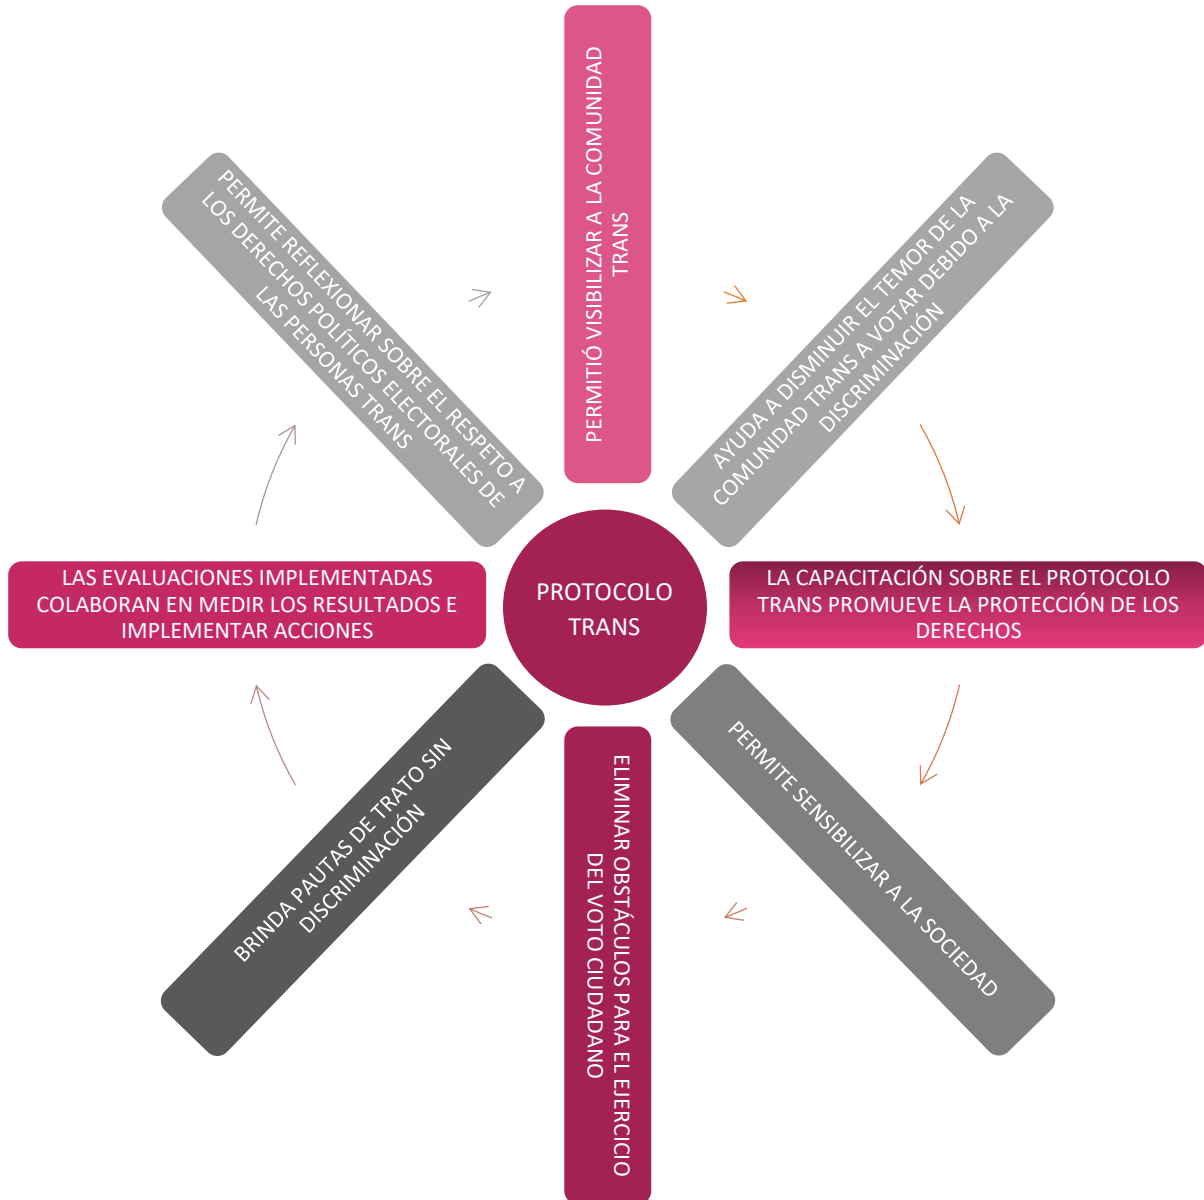 PERMITIÓ VISIBILIZAR A LA COMUNIDAD
TRANS
AYUDA A DISMINUIR EL TEMOR DE LA
COMUNIDAD TRANS A VOTAR DEBIDO A LA
DISCRIMINACIÓN
LA CAPACITACIÓN SOBRE EL PROTOCOLO
TRANS PROMUEVE LA PROTECCIÓN DE LOS
DERECHOS
PERMITE SENSIBILIZAR A LA SOCIEDAD
ELIMINAR OBSTÁCULOS PARA EL EJERCICIO
DEL VOTO CIUDADANO
BRINDA PAUTAS DE TRATO SIN
DISCRIMINACIÓN
LAS EVALUACIONES IMPLEMENTADAS
COLABORAN EN MEDIR LOS RESULTADOS E
IMPLEMENTAR ACCIONES
PERMITE REFLEXIONAR SOBRE EL RESPETO A
LOS DERECHOS POLÍTICOS ELECTORALES DE
LAS PERSONAS TRANS
PROTOCOLO
TRANS